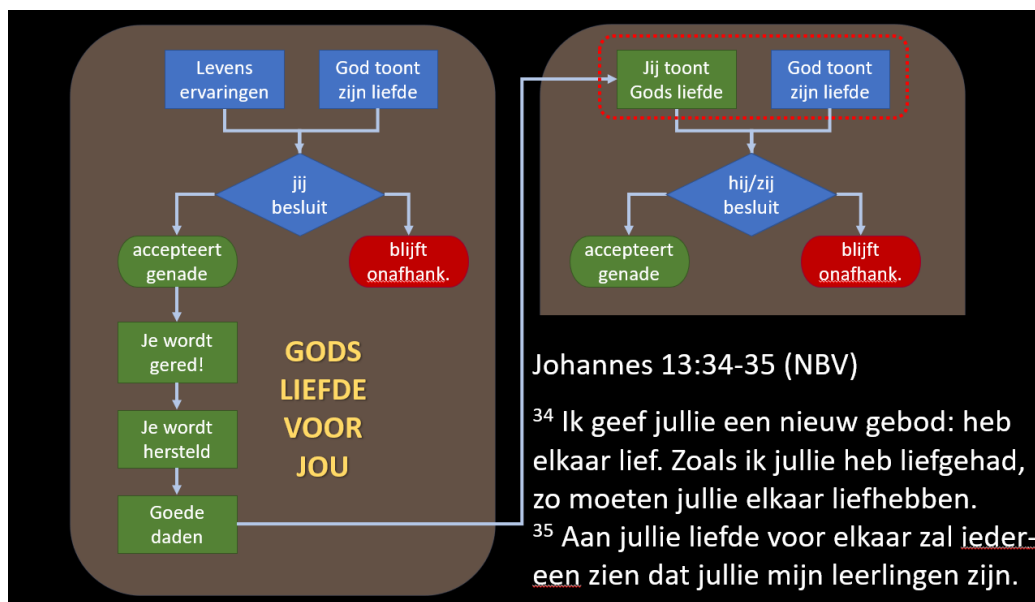 Levens
ervaringen
God toont
zijn liefde
jij
besluit
accepteert
genade
blijft
onafhank.
Je wordt
gered!
Je wordt
hersteld
Goede
daden
GODS
LIEFDE
VOOR
JOU
Jij toont
Gods liefde
God toont
zijn liefde
hij/zij
besluit
accepteert
genade
blijft
onafhank.
Johannes 13:34-35 (NBV)
34 Ik geef jullie een nieuw gebod: heb
elkaar lief. Zoals ik jullie heb liefgehad,
zo moeten jullie elkaar liefhebben.
35 Aan jullie liefde voor elkaar zal ieder-
een zien dat jullie mijn leerlingen zijn.